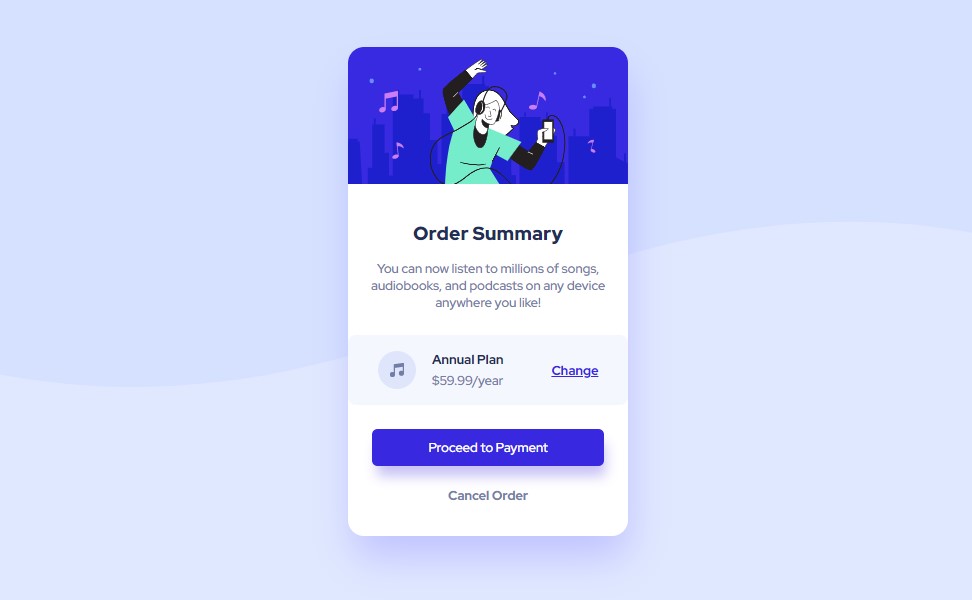 Order Summary
You can now listen to millions of songs,
audiobooks, and podcasts on any device
anywhere you like!
Annual Plan
$59.99/year
Change
Proceed to Payment
Cancel Order